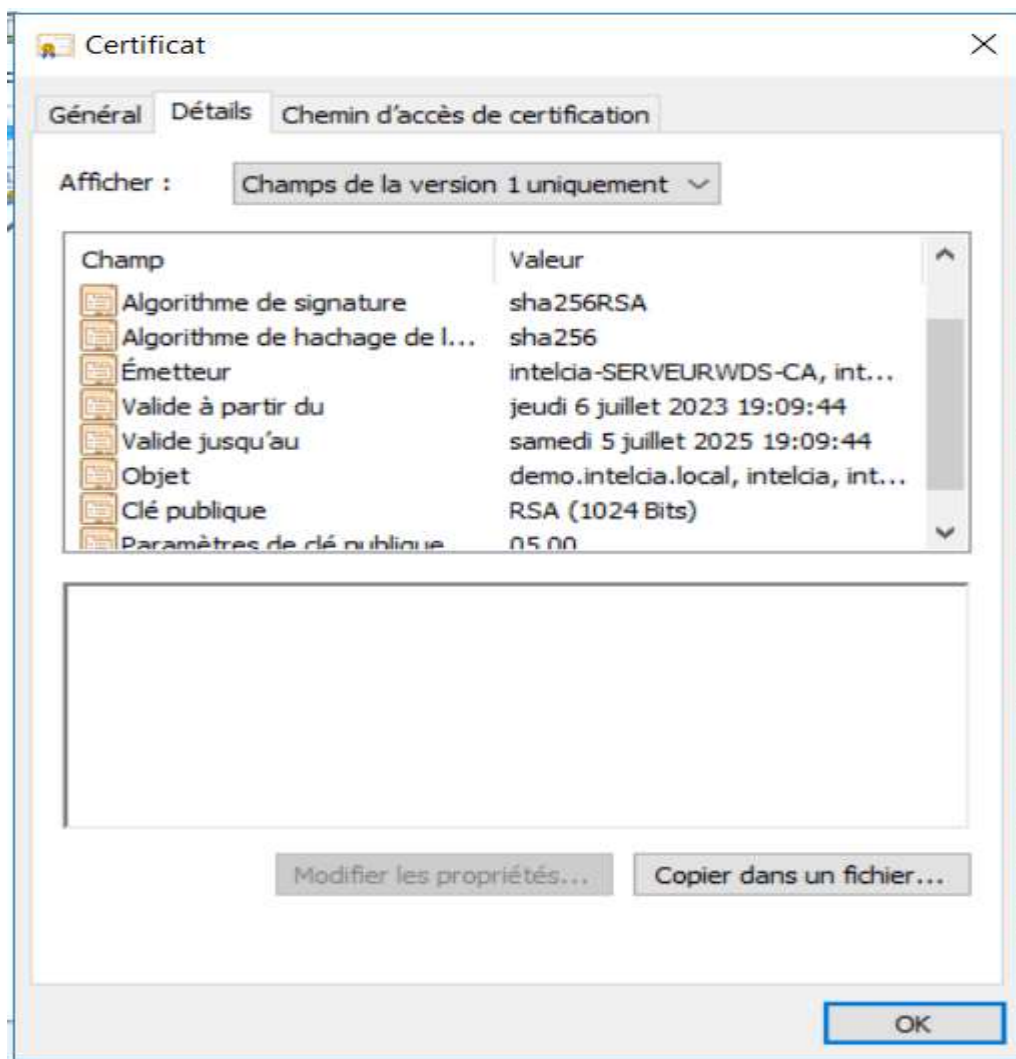 Certificat
Général Détails Chemin d'accès de certification
Afficher : Champs de la version 1 uniquement
Champ Valeur
Algorithme de signature sha256RSA
Algorithme de hachage de l... sha256
Émetteur intelcia-SERVEURWDS-CA, int...
Valide à partir du jeudi 6 juillet 2023 19:09:44
Valide jusqu'au samedi 5 juillet 2025 19:09:44
Objet demo.intelcia.local, intelcia, int...
Clé publique RSA (1024 Bits)
Paramètres de clé publique 05 00
Modifier les propriétés... Copier dans un fichier...
OK